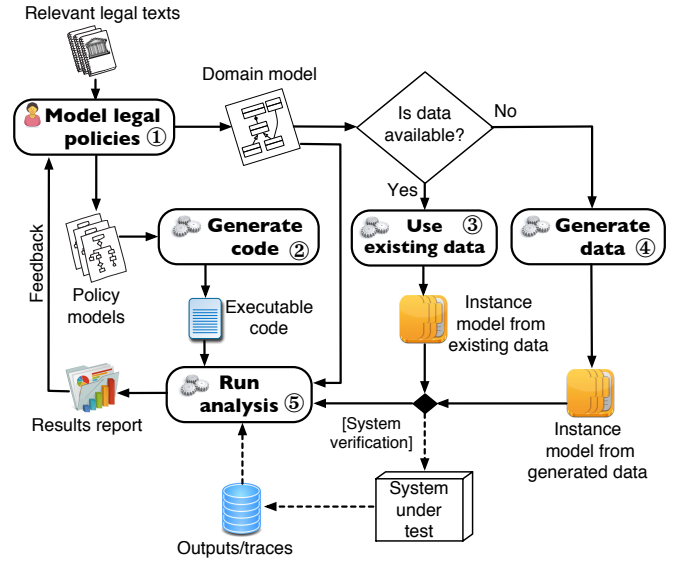 Relevant legal texts
Domain model
Model legal
policies ①
Is data
available?
No
Yes
Feedback
Policy
models
Generate
code ②
Use ③
existing data
Generate
data ④
Executable
code
Instance
model from
existing data
Run
analysis ⑤
Results report
[System
verification]
Instance
model from
generated data
System
under
test
Outputs/traces